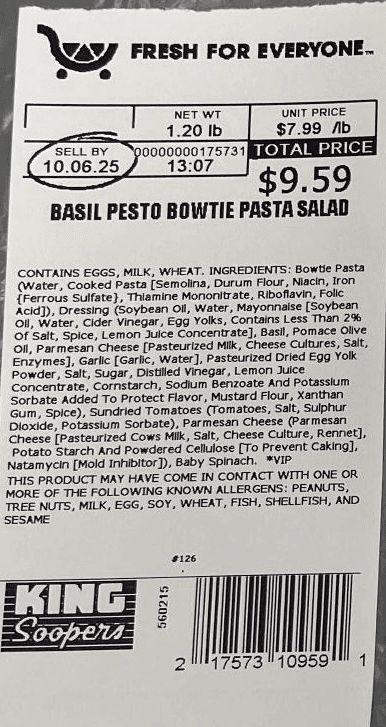 FRESH FOR EVERYONE™
NET WT
1.20 lb
UNIT PRICE
$7.99 /lb
SELL BY
10.06.25
00000000175731
13:07
TOTAL PRICE
$9.59
BASIL PESTO BOWTIE PASTA SALAD
CONTAINS EGGS, MILK, WHEAT. INGREDIENTS: Bowtie Pasta
(Water, Cooked Pasta [Semolina, Durum Flour, Niacin, Iron
{Ferrous Sulfate}, Thiamine Mononitrate, Riboflavin, Folic
Acid]), Dressing (Soybean Oil, Water, Mayonnaise [Soybean
Oil, Water, Cider Vinegar, Egg Yolks, Contains Less Than 2%
Of Salt, Spice, Lemon Juice Concentrate], Basil, Pomace Olive
Oil, Parmesan Cheese [Pasteurized Milk, Cheese Cultures, Salt,
Enzymes], Garlic [Garlic, Water], Pasteurized Dried Egg Yolk
Powder, Salt, Sugar, Distilled Vinegar, Lemon Juice
Concentrate, Cornstarch, Sodium Benzoate And Potassium
Sorbate Added To Protect Flavor, Mustard Flour, Xanthan
Gum, Spice), Sundried Tomatoes (Tomatoes, Salt, Sulphur
Dioxide, Potassium Sorbate), Parmesan Cheese (Parmesan
Cheese [Pasteurized Cows Milk, Salt, Cheese Culture, Rennet],
Potato Starch And Powdered Cellulose [To Prevent Caking],
Natamycin [Mold Inhibitor]), Baby Spinach. *VIP
THIS PRODUCT MAY HAVE COME IN CONTACT WITH ONE OR
MORE OF THE FOLLOWING KNOWN ALLERGENS: PEANUTS,
TREE NUTS, MILK, EGG, SOY, WHEAT, FISH, SHELLFISH, AND
SESAME
#126
KING
Soopers
560215
2 17573 10959 1